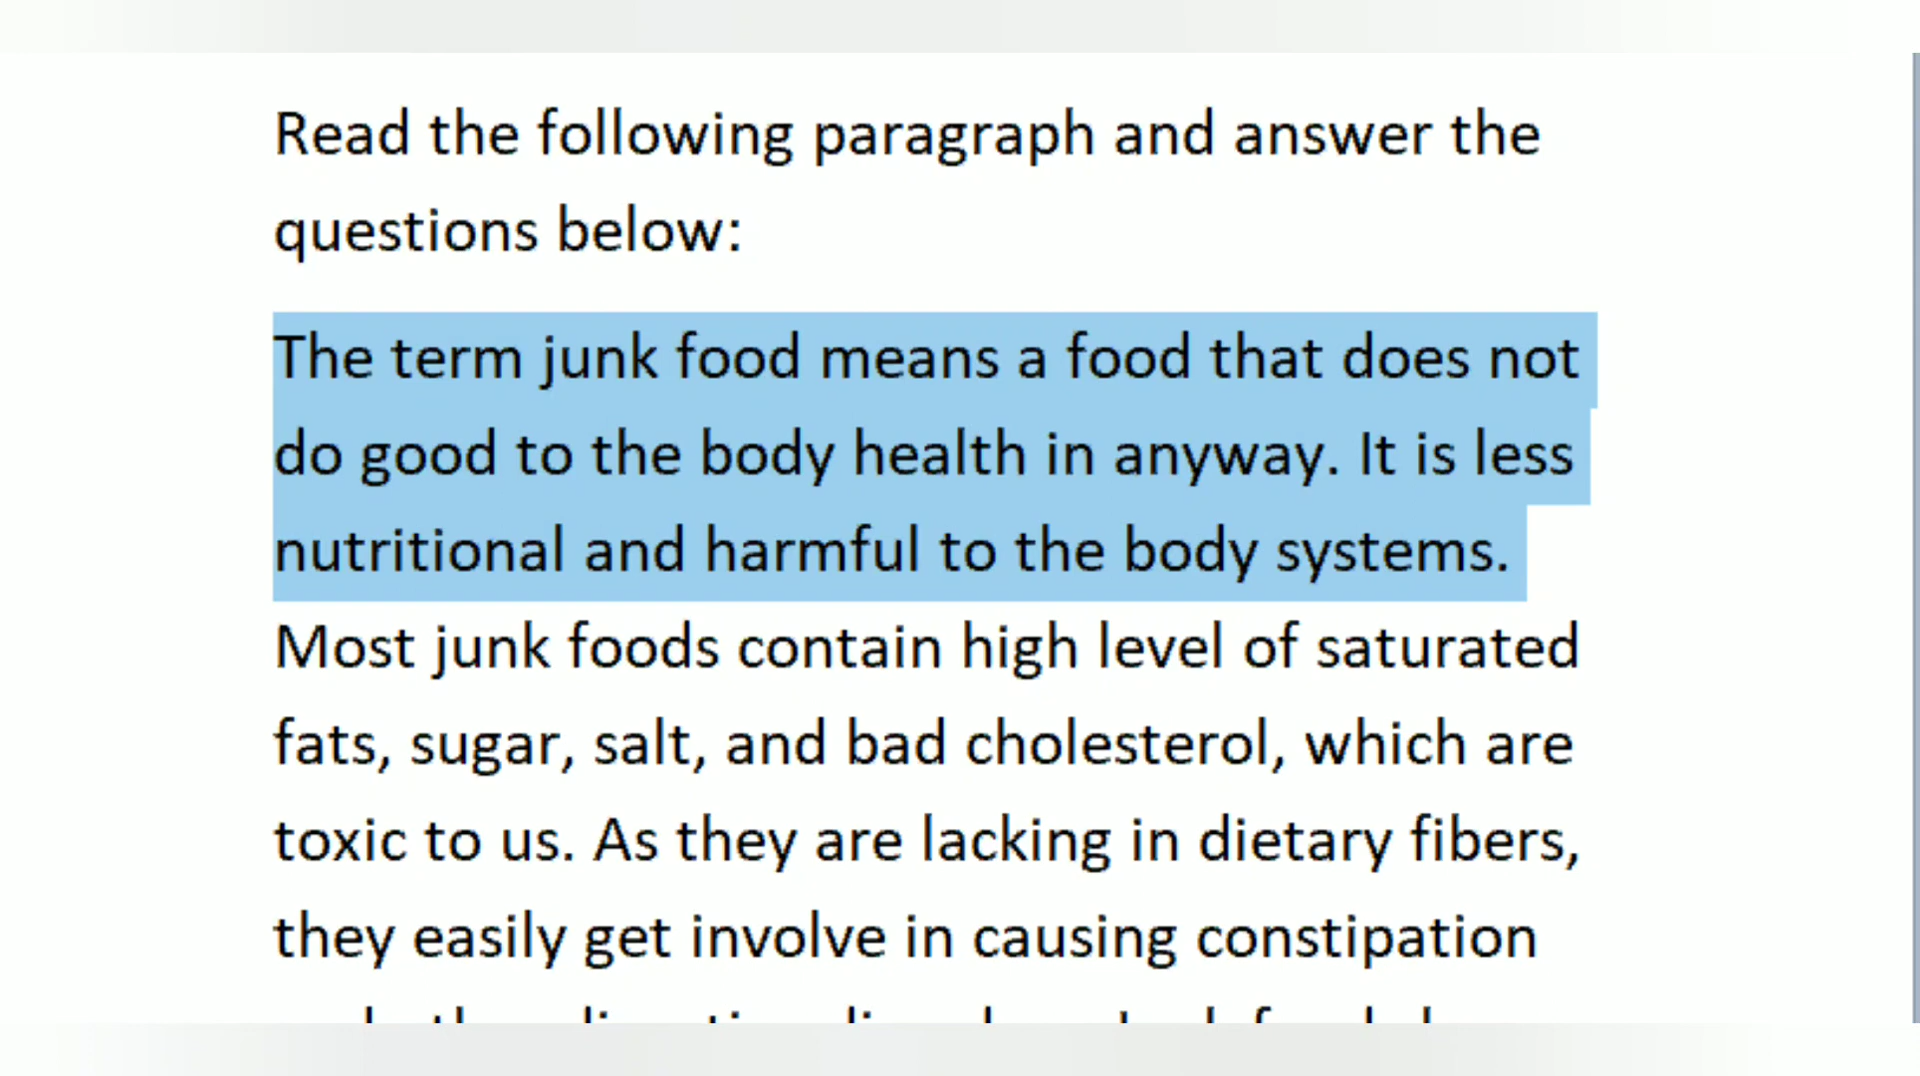 Read the following paragraph and answer the
questions below:
The term junk food means a food that does not
do good to the body health in anyway. It is less
nutritional and harmful to the body systems.
Most junk foods contain high level of saturated
fats, sugar, salt, and bad cholesterol, which are
toxic to us. As they are lacking in dietary fibers,
they easily get involve in causing constipation